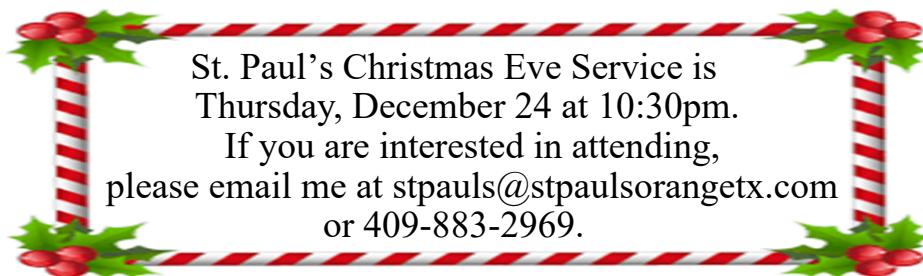 St. Paul’s Christmas Eve Service is
Thursday, December 24 at 10:30pm.
If you are interested in attending,
please email me at stpauls@stpaulsorangetx.com
or 409-883-2969.